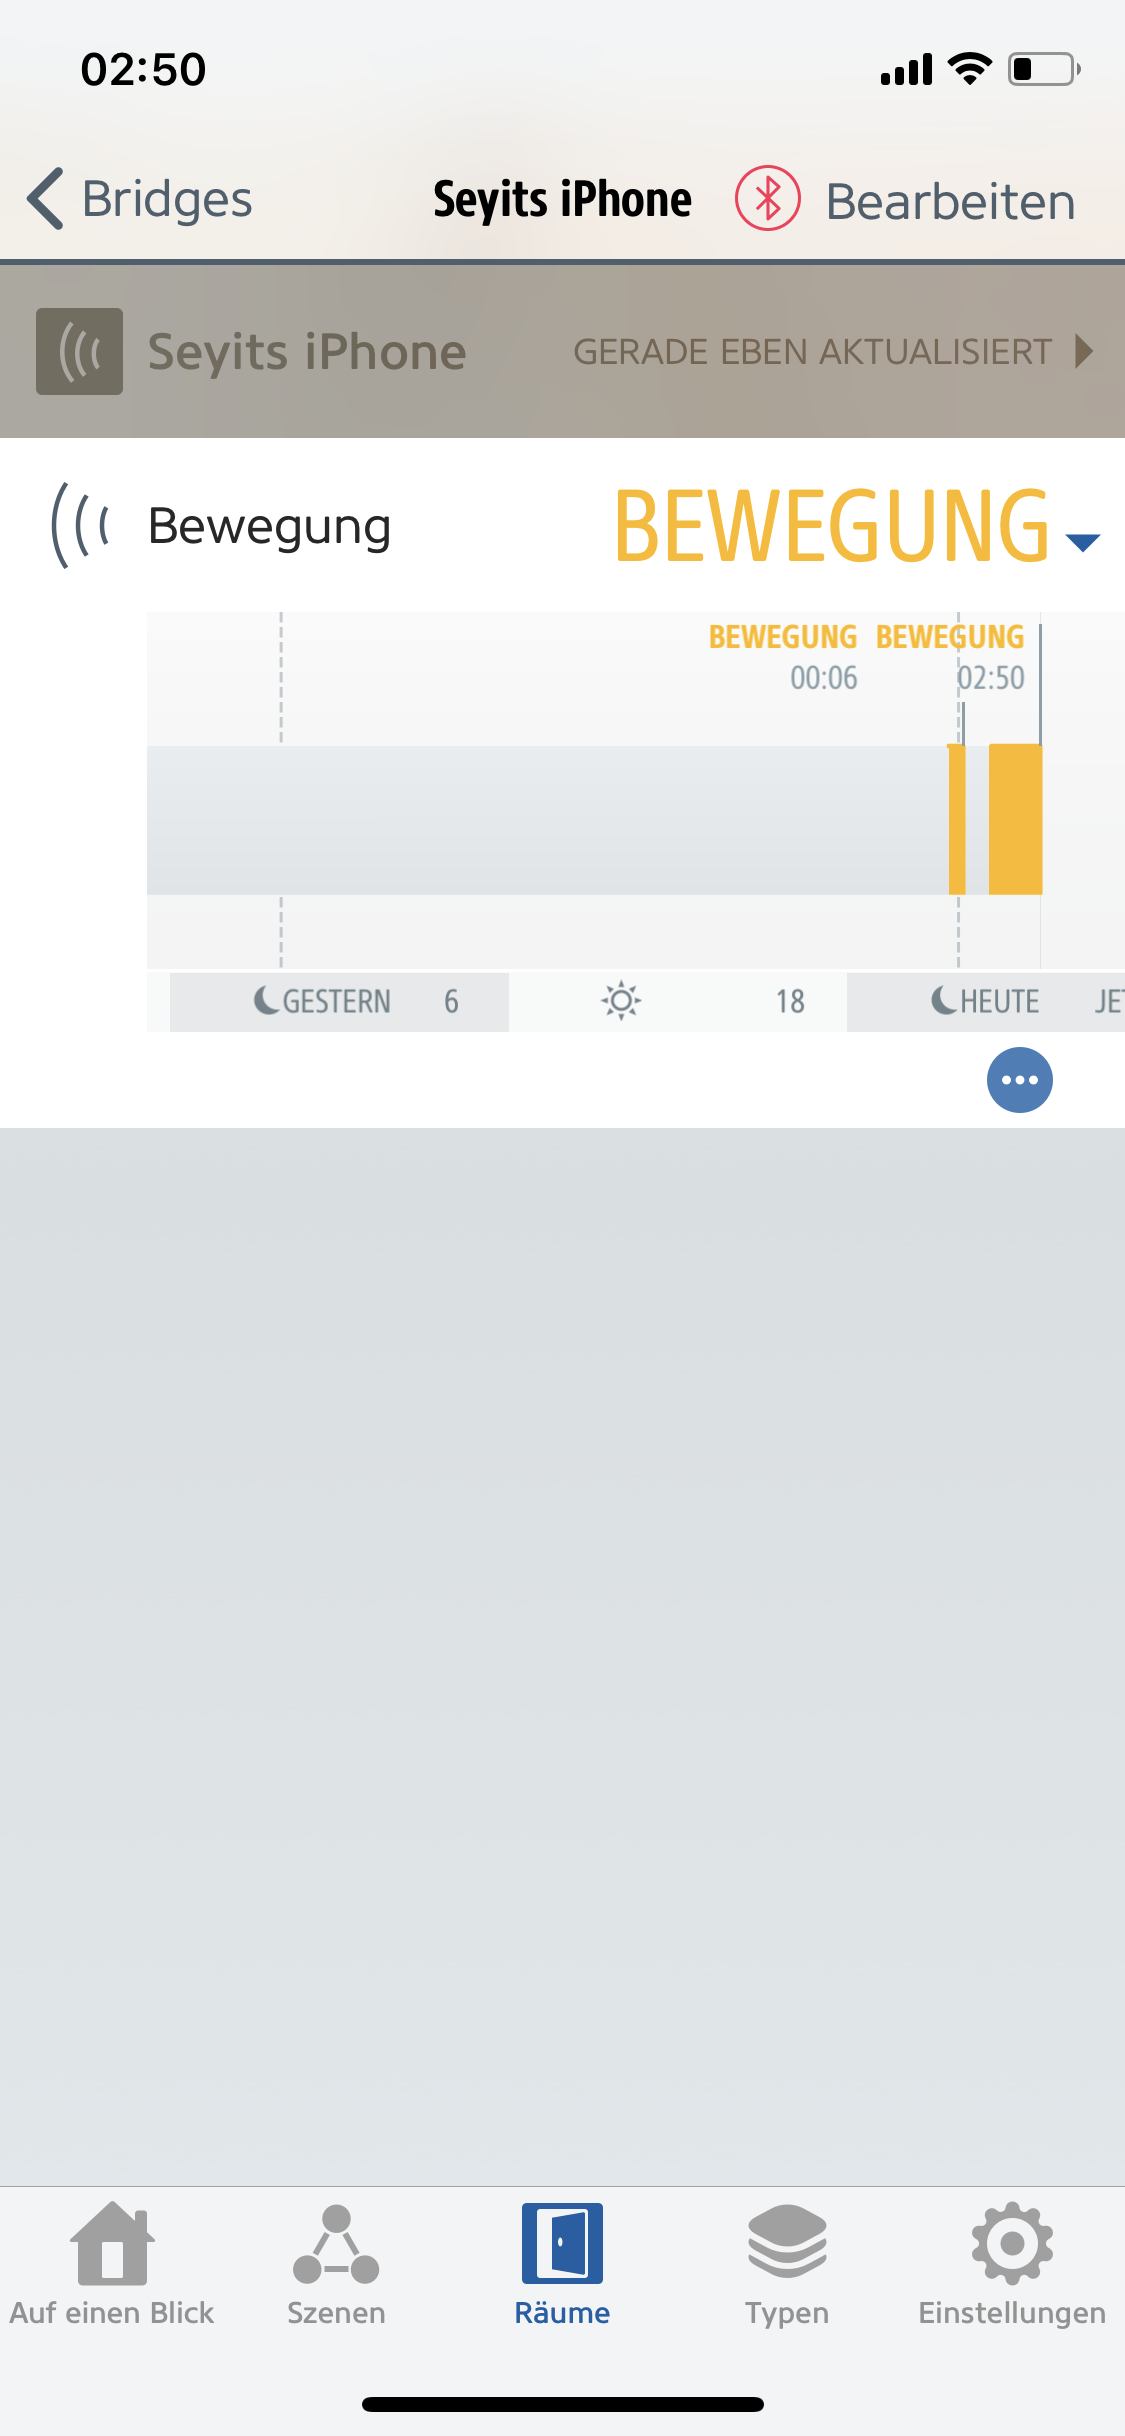 02:50
Bridges
Seyits iPhone
Bearbeiten
Seyits iPhone
GERADE EBEN AKTUALISIERT
Bewegung
BEWEGUNG
BEWEGUNG BEWEGUNG
00:06 02:50
GESTERN 6 18 HEUTE JET
Auf einen Blick Szenen Räume Typen Einstellungen